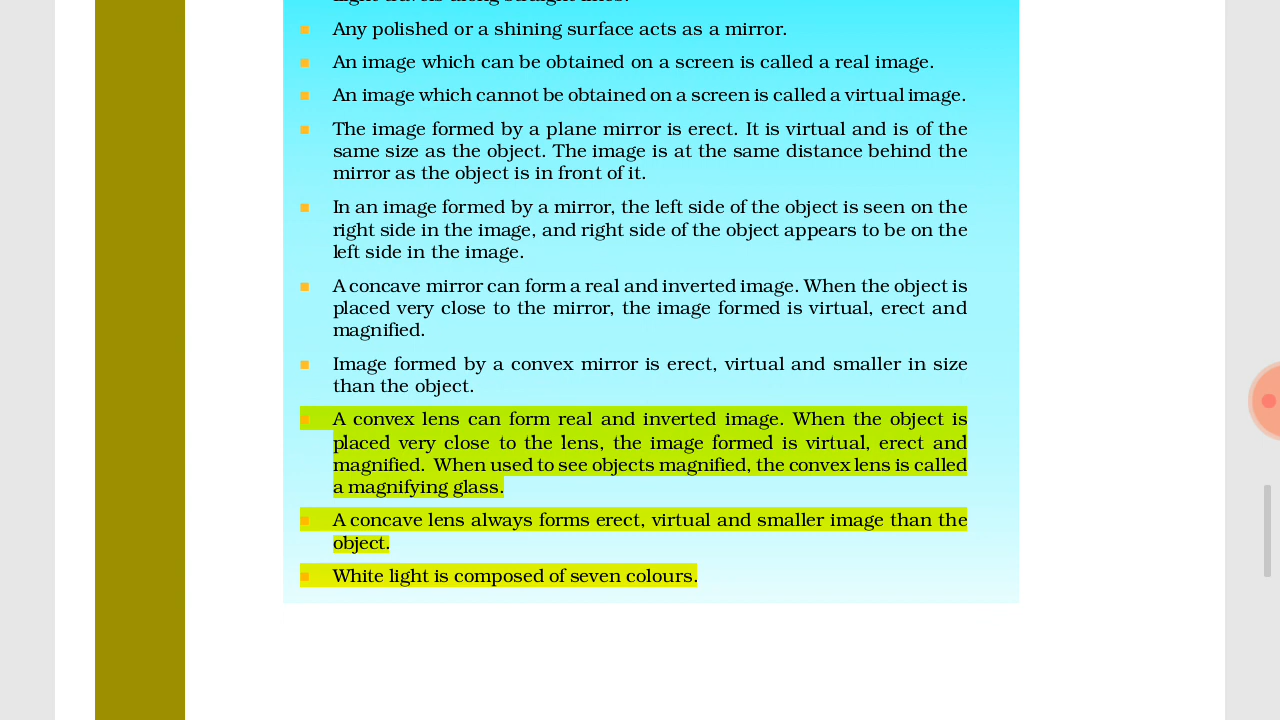 Light travels along straight lines.
Any polished or a shining surface acts as a mirror.
An image which can be obtained on a screen is called a real image.
An image which cannot be obtained on a screen is called a virtual image.
The image formed by a plane mirror is erect. It is virtual and is of the
same size as the object. The image is at the same distance behind the
mirror as the object is in front of it.
In an image formed by a mirror, the left side of the object is seen on the
right side in the image, and right side of the object appears to be on the
left side in the image.
A concave mirror can form a real and inverted image. When the object is
placed very close to the mirror, the image formed is virtual, erect and
magnified.
Image formed by a convex mirror is erect, virtual and smaller in size
than the object.
A convex lens can form real and inverted image. When the object is
placed very close to the lens, the image formed is virtual, erect and
magnified. When used to see objects magnified, the convex lens is called
a magnifying glass.
A concave lens always forms erect, virtual and smaller image than the
object.
White light is composed of seven colours.